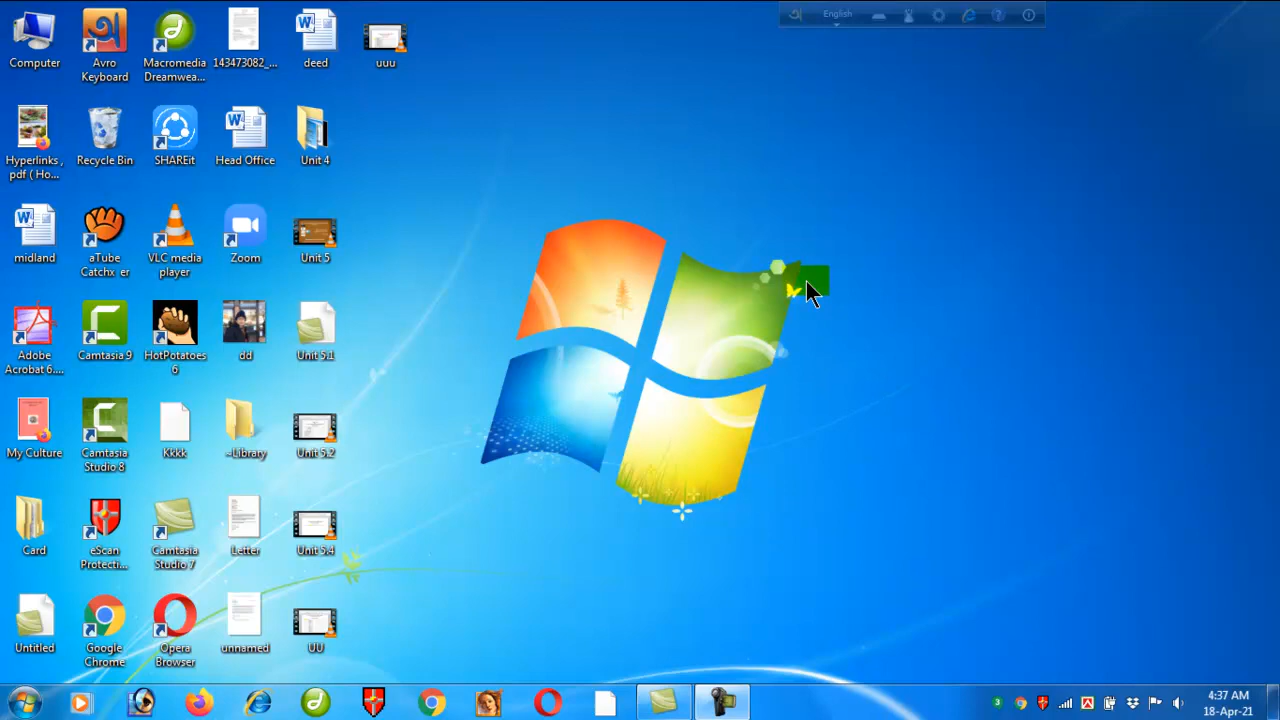 English
Computer
Avro
Keyboard
Macromedia
Dreamwea...
143473082_...
deed
uuu
Hyperlinks ,
pdf ( Ho...
Recycle Bin
SHAREit
Head Office
Unit 4
midland
aTube
Catchx er
VLC media
player
Zoom
Unit 5
Adobe
Acrobat 6....
Camtasia 9
HotPotatoes
6
dd
Unit 5.1
My Culture
Camtasia
Studio 8
Kkkk
~Library
Unit 5.2
Card
eScan
Protecti...
Camtasia
Studio 7
Letter
Unit 5.4
Untitled
Google
Chrome
Opera
Browser
unnamed
UU
4:37 AM
18-Apr-21